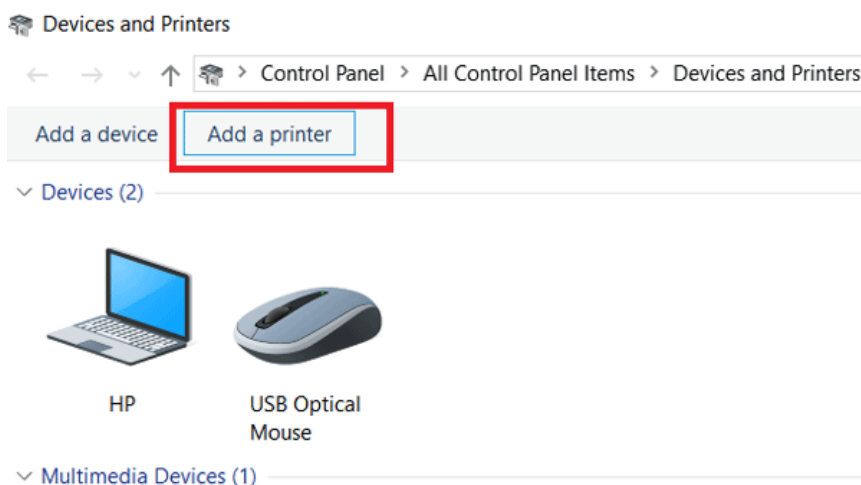 Devices and Printers
Control Panel > All Control Panel Items > Devices and Printers
Add a device Add a printer
Devices (2)
HP
USB Optical
Mouse
Multimedia Devices (1)